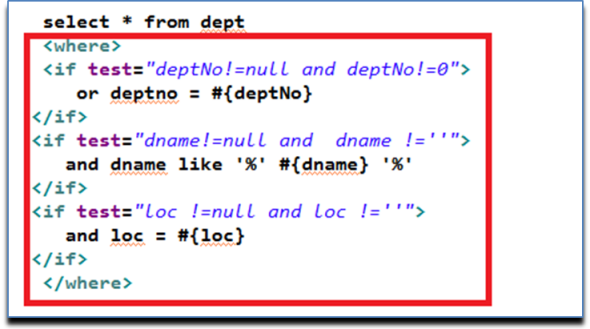 select * from dept
<where>
<if test="deptNo!=null and deptNo!=0">
or deptno = #{deptNo}
</if>
<if test="dname!=null and  dname !=''">
and dname like '%' #{dname} '%'
</if>
<if test="loc !=null and loc !=''">
and loc = #{loc}
</if>
</where>